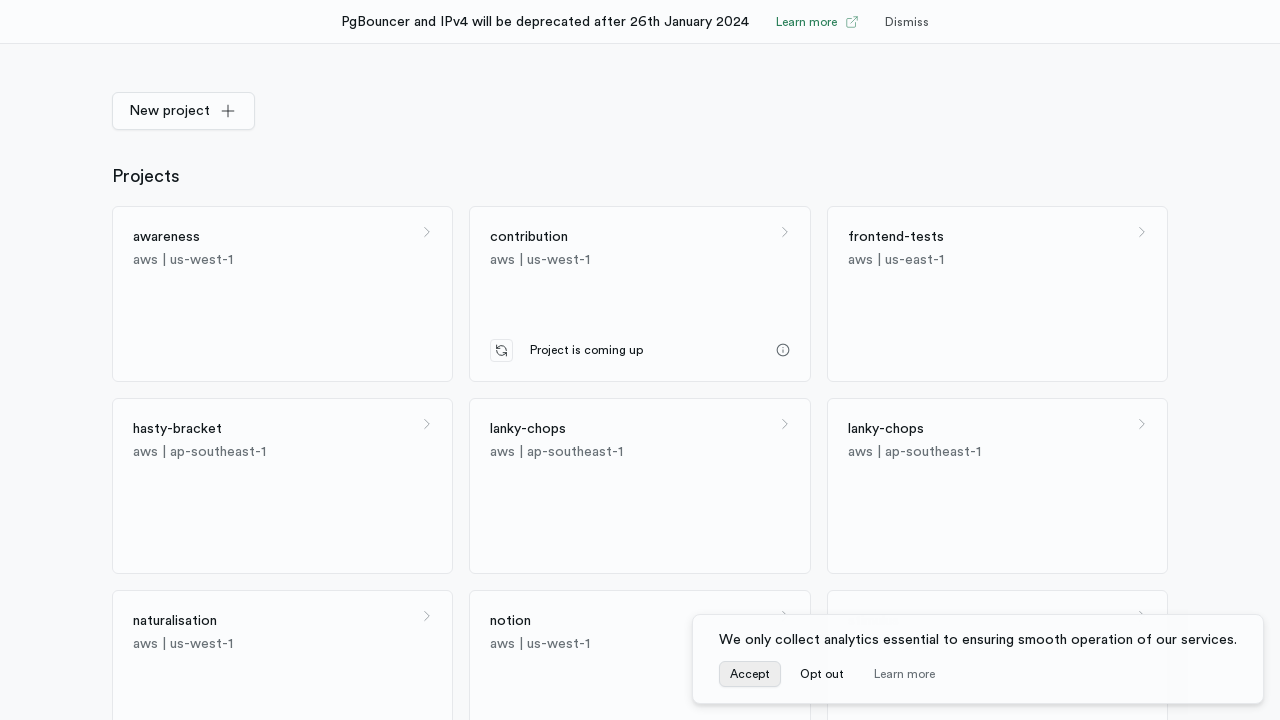 PgBouncer and IPv4 will be deprecated after 26th January 2024 Learn more Dismiss
New project
Projects
awareness
aws | us-west-1
contribution
aws | us-west-1
Project is coming up
frontend-tests
aws | us-east-1
hasty-bracket
aws | ap-southeast-1
lanky-chops
aws | ap-southeast-1
lanky-chops
aws | ap-southeast-1
naturalisation
aws | us-west-1
notion
aws | us-west-1
We only collect analytics essential to ensuring smooth operation of our services.
Accept Opt out Learn more